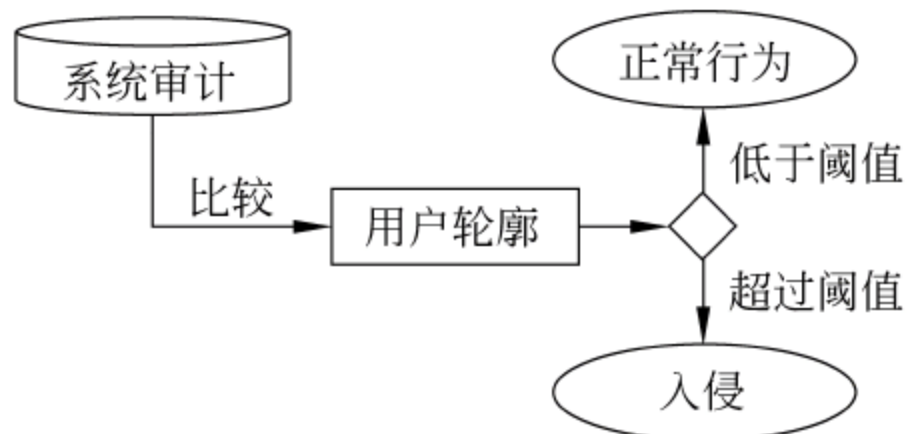 系统审计
正常行为
低于阈值
比较
用户轮廓
超过阈值
入侵